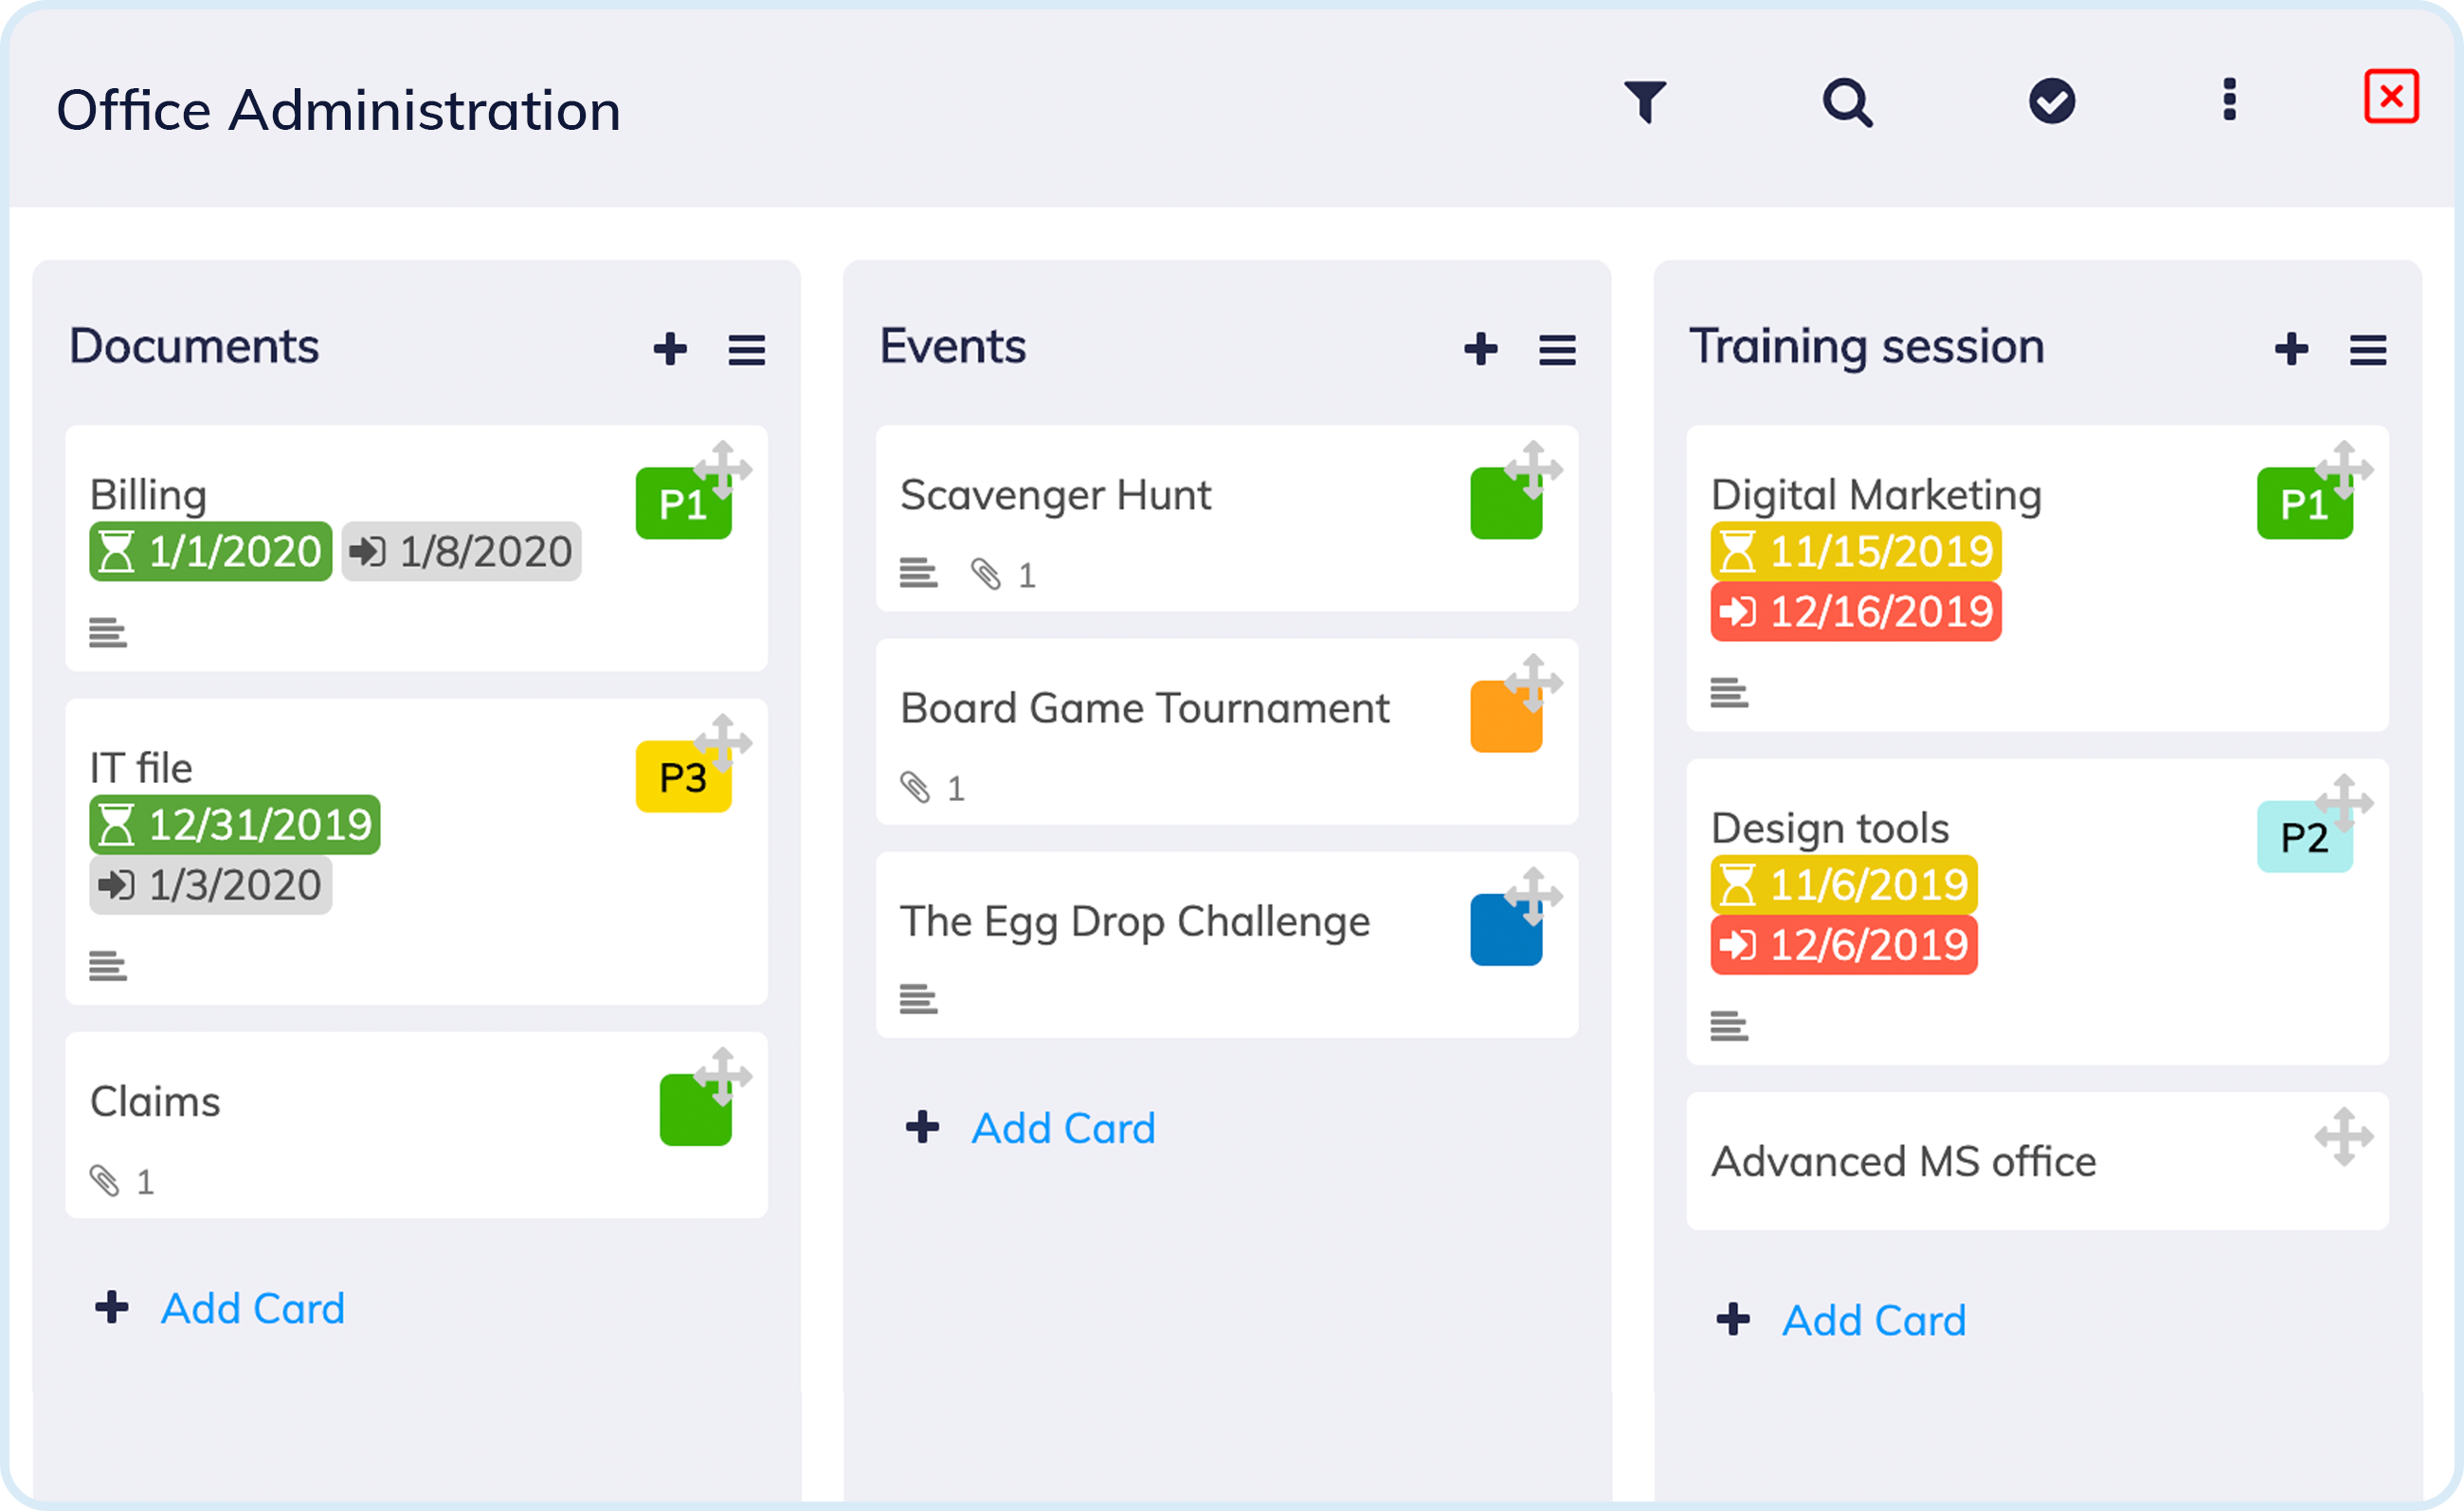 Office Administration
Documents
Billing
P1
1/1/2020 1/8/2020
IT file
P3
12/31/2019
1/3/2020
Claims
1
Add Card
Events
Scavenger Hunt
1
Board Game Tournament
1
The Egg Drop Challenge
Add Card
Training session
Digital Marketing
P1
11/15/2019
12/16/2019
Design tools
P2
11/6/2019
12/6/2019
Advanced MS office
Add Card